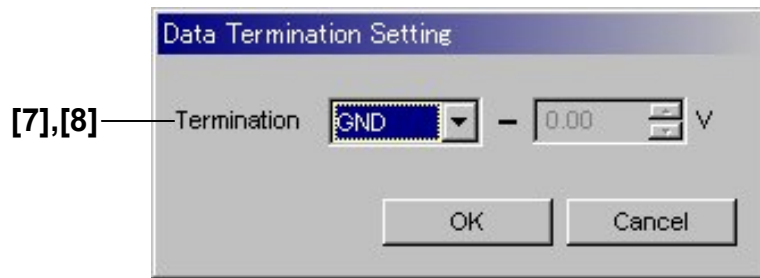 Data Termination Setting
[7],[8] Termination GND – 0.00 V
OK Cancel